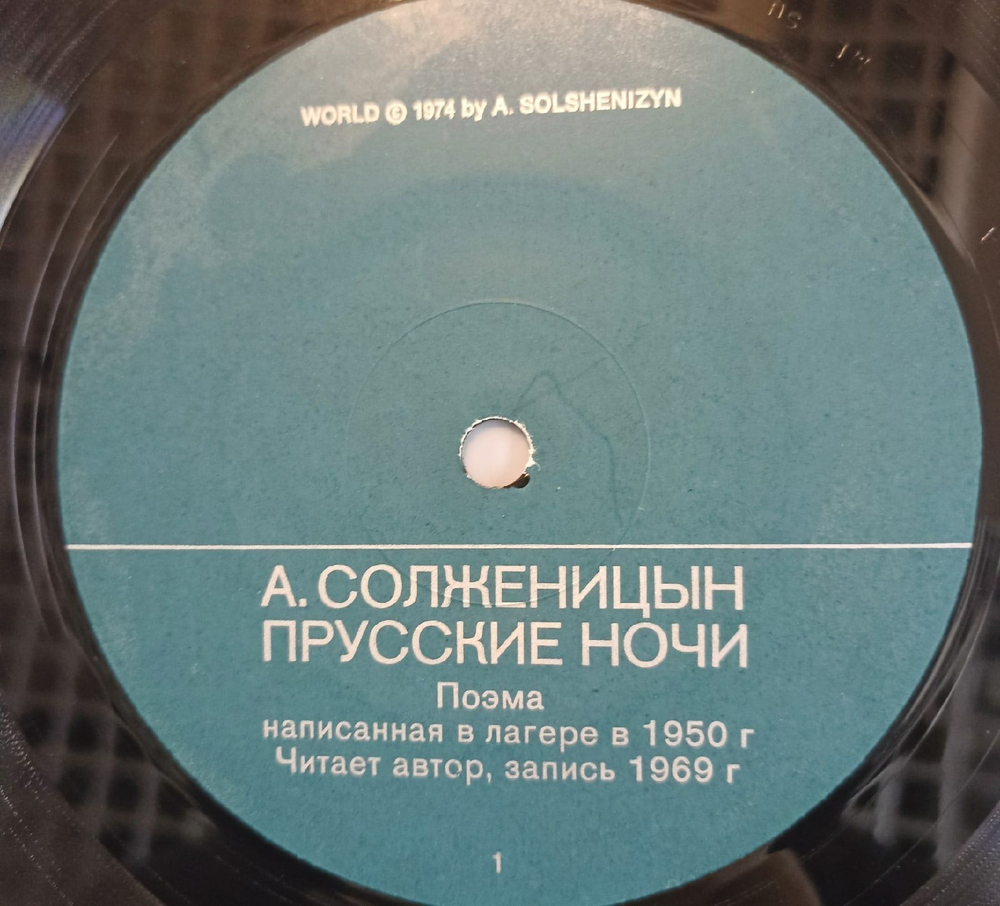 WORLD © 1974 by A. SOLSHENIZYN
А. СОЛЖЕНИЦЫН
ПРУССКИЕ НОЧИ
Поэма
написанная в лагере в 1950 г
Читает автор, запись 1969 г
1